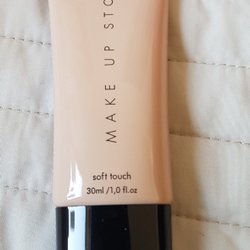 MAKE UP STO
soft touch
30ml /1,0 fl.oz